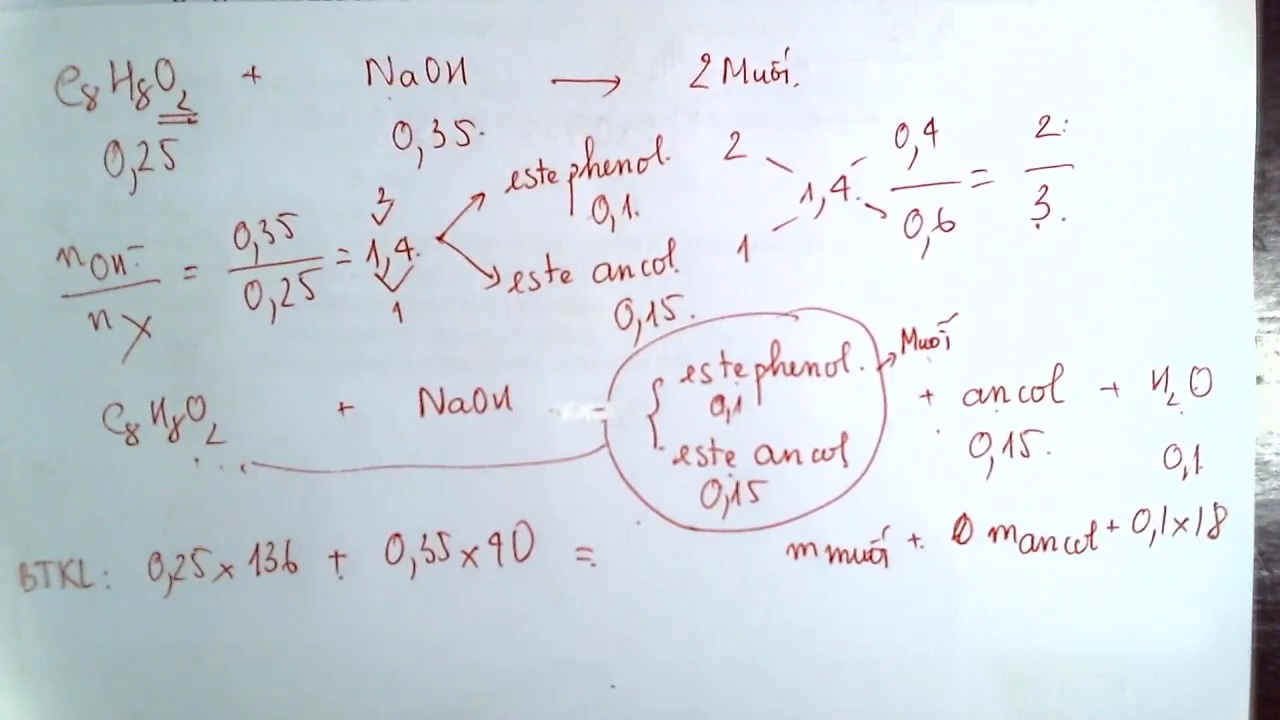 C8H8O2 + NaOH → 2 Muối.
0,25 0,35.
nOH⁻ / nX = 0,35 / 0,25 = 1,4.
3
1
este phenol. 0,1.
este ancol 0,15.
2 1,4. 0,4 / 0,6 = 2: / 3.
1
C8H8O2 + NaOH { este phenol. 0,1 este ancol 0,15 → Muối + ancol + H2O
0,15. 0,1
BTKL: 0,25 x 136 + 0,35 x 40 = m muối + m ancol + 0,1 x 18